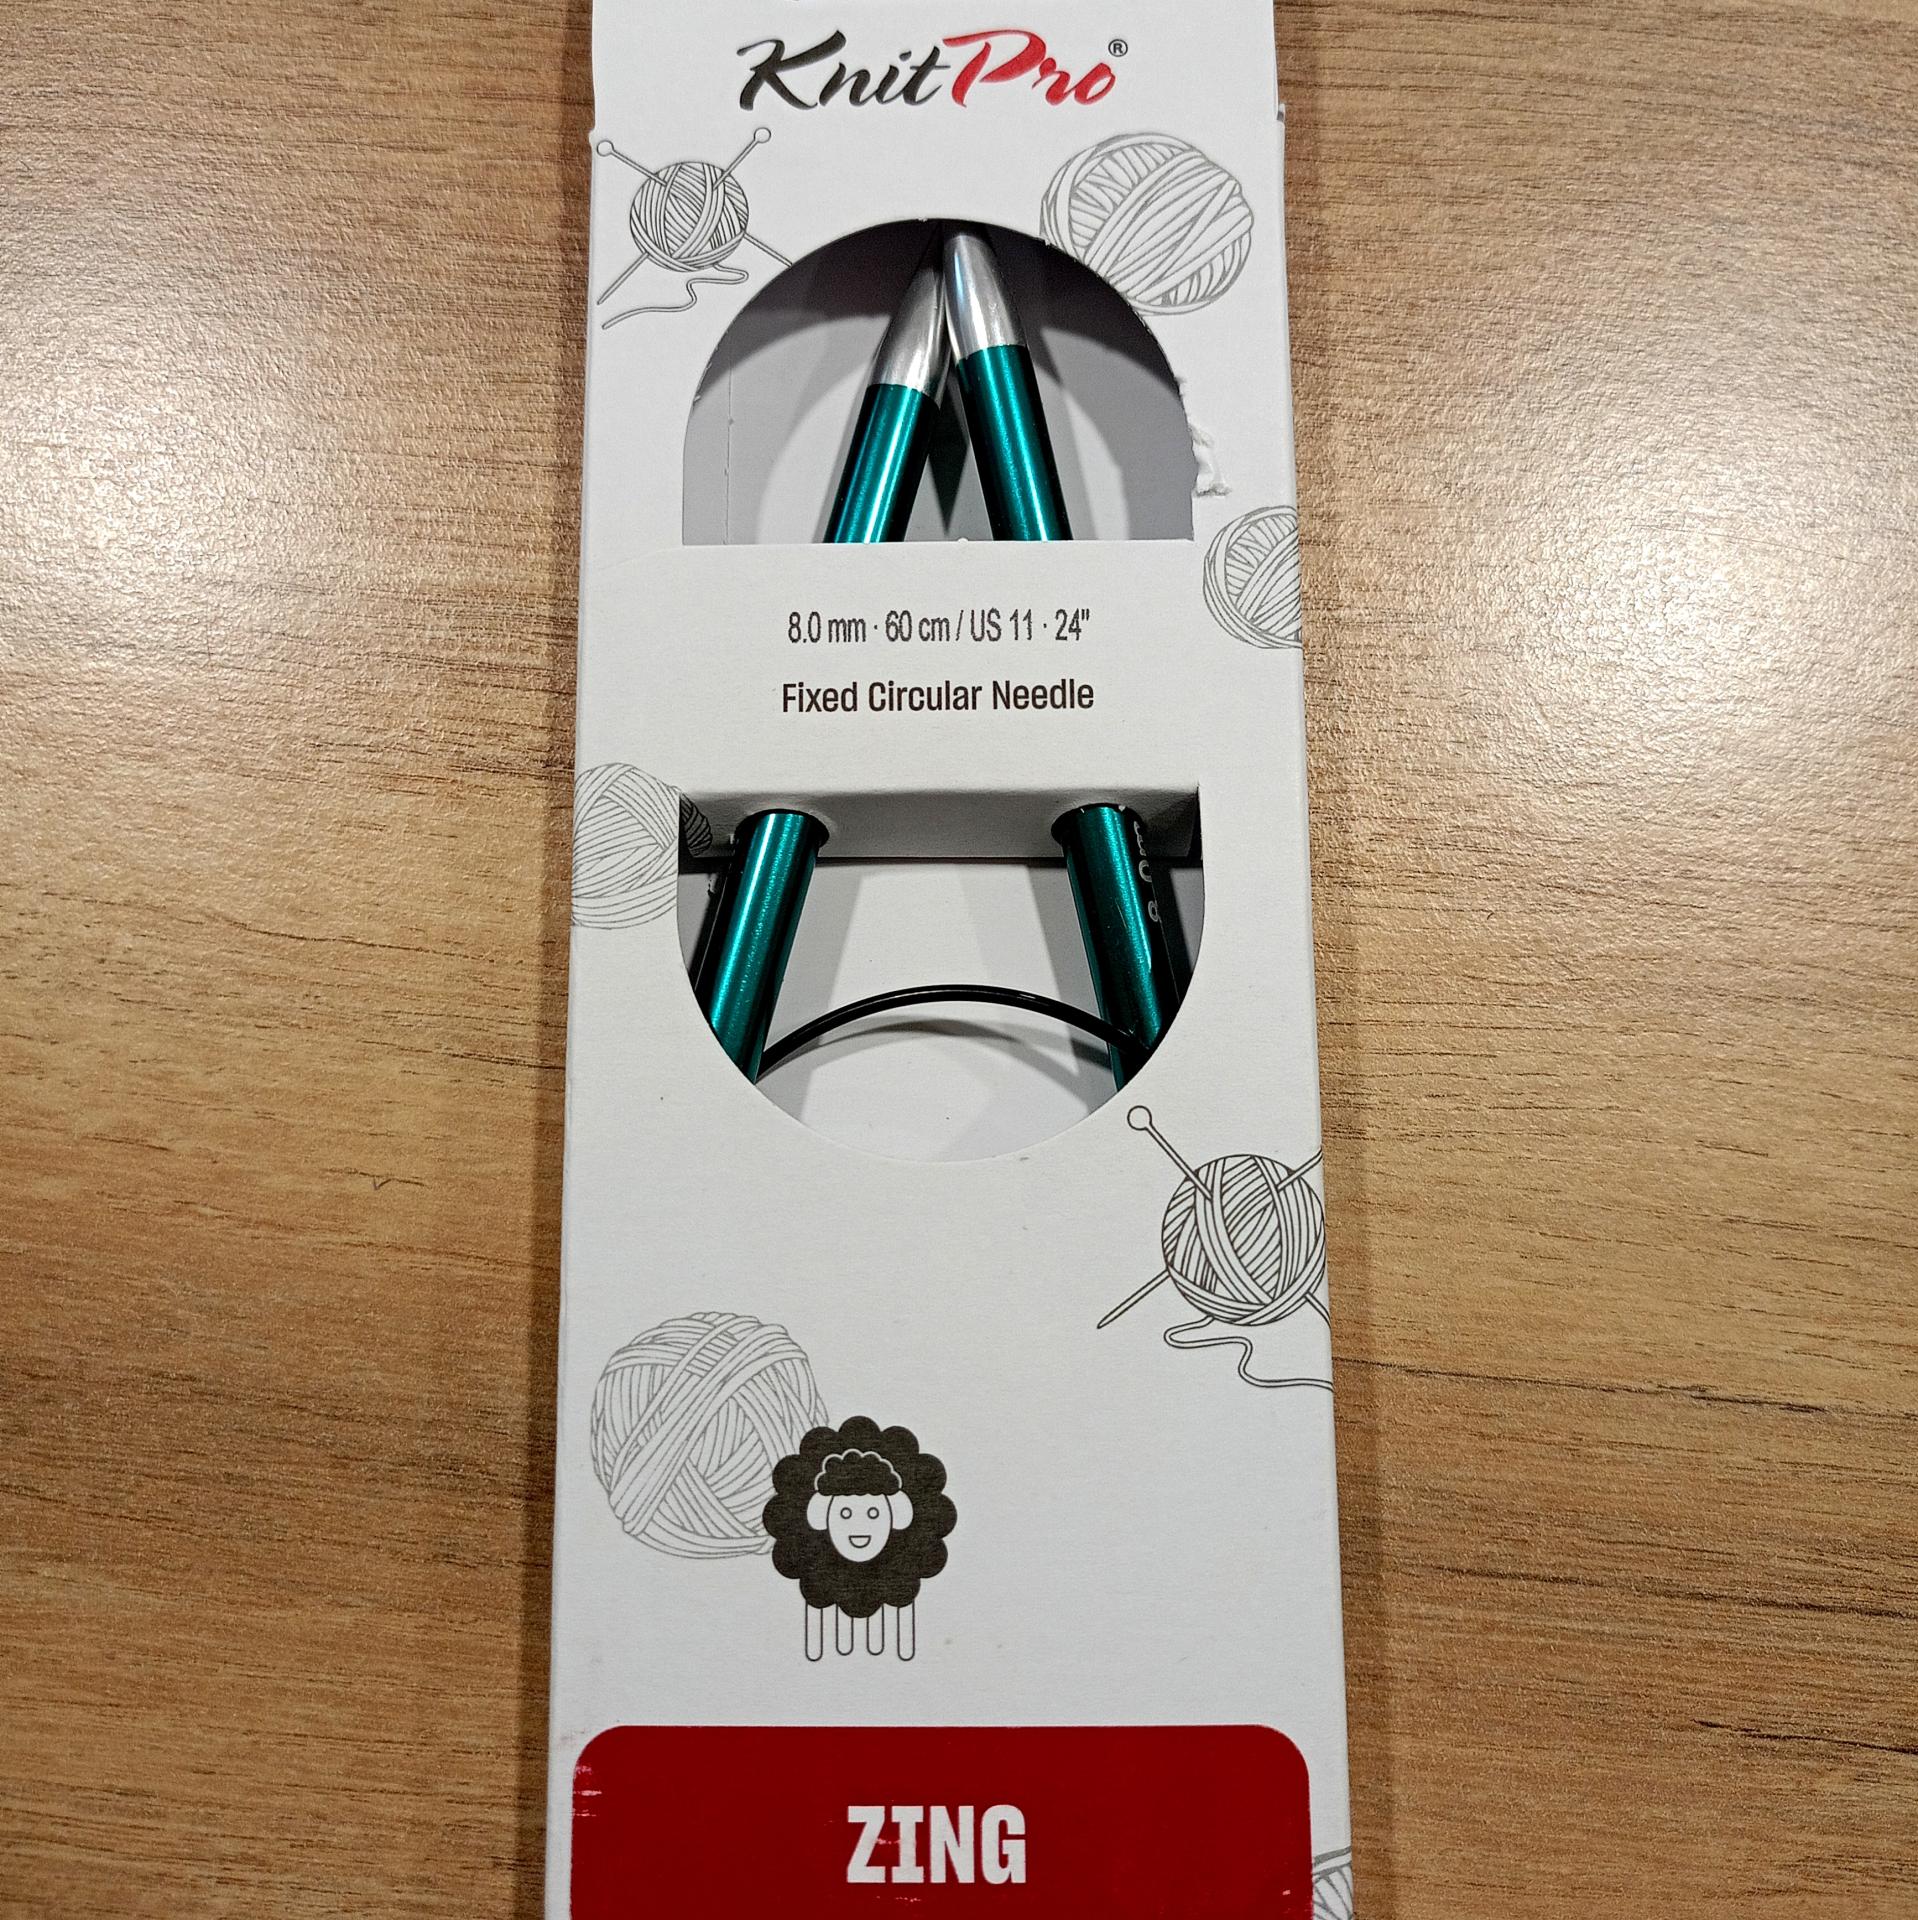 KnitPro®
8.0 mm · 60 cm / US 11 · 24"
Fixed Circular Needle
ZING